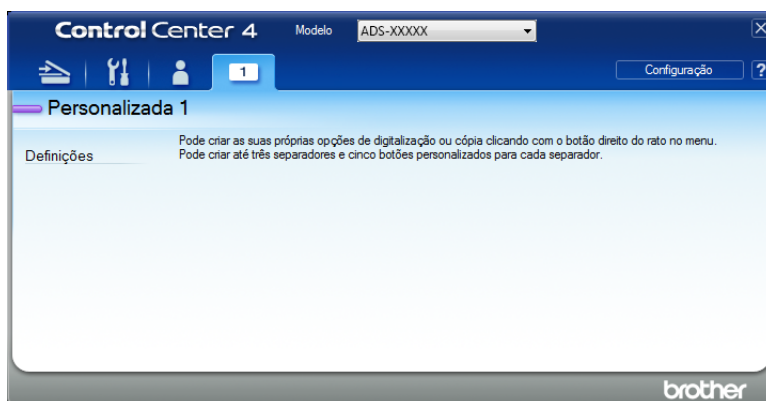 ControlCenter 4 Modelo ADS-XXXXX X
1
Configuração ?
Personalizada 1
Definições
Pode criar as suas próprias opções de digitalização ou cópia clicando com o botão direito do rato no menu.
Pode criar até três separadores e cinco botões personalizados para cada separador.
brother